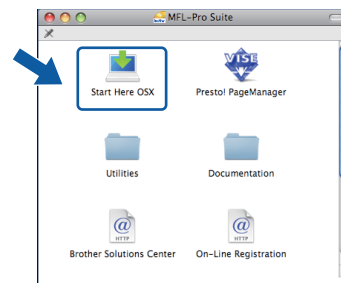 MFL-Pro Suite
Start Here OSX
Presto! PageManager
VISE
Utilities
Documentation
@
HTTP
@
HTTP
Brother Solutions Center
On-Line Registration